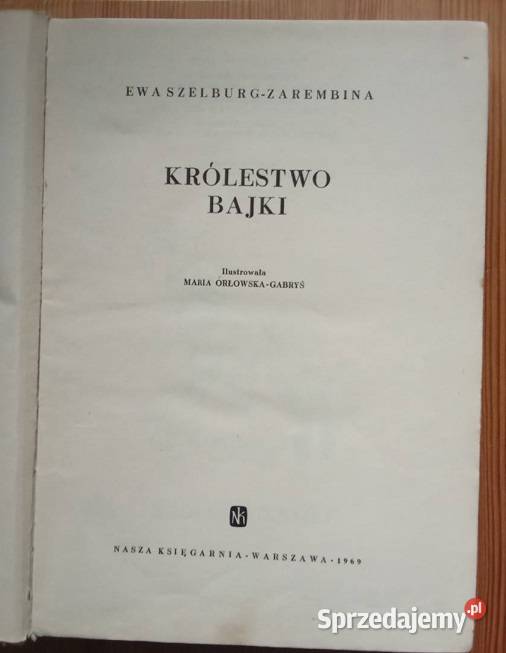 EWA SZELBURG-ZAREMBINA
KRÓLESTWO
BAJKI
Ilustrowała
MARIA ORŁOWSKA-GABRYŚ
NK
NASZA KSIĘGARNIA · WARSZAWA · 1969
Sprzedajemy.pl